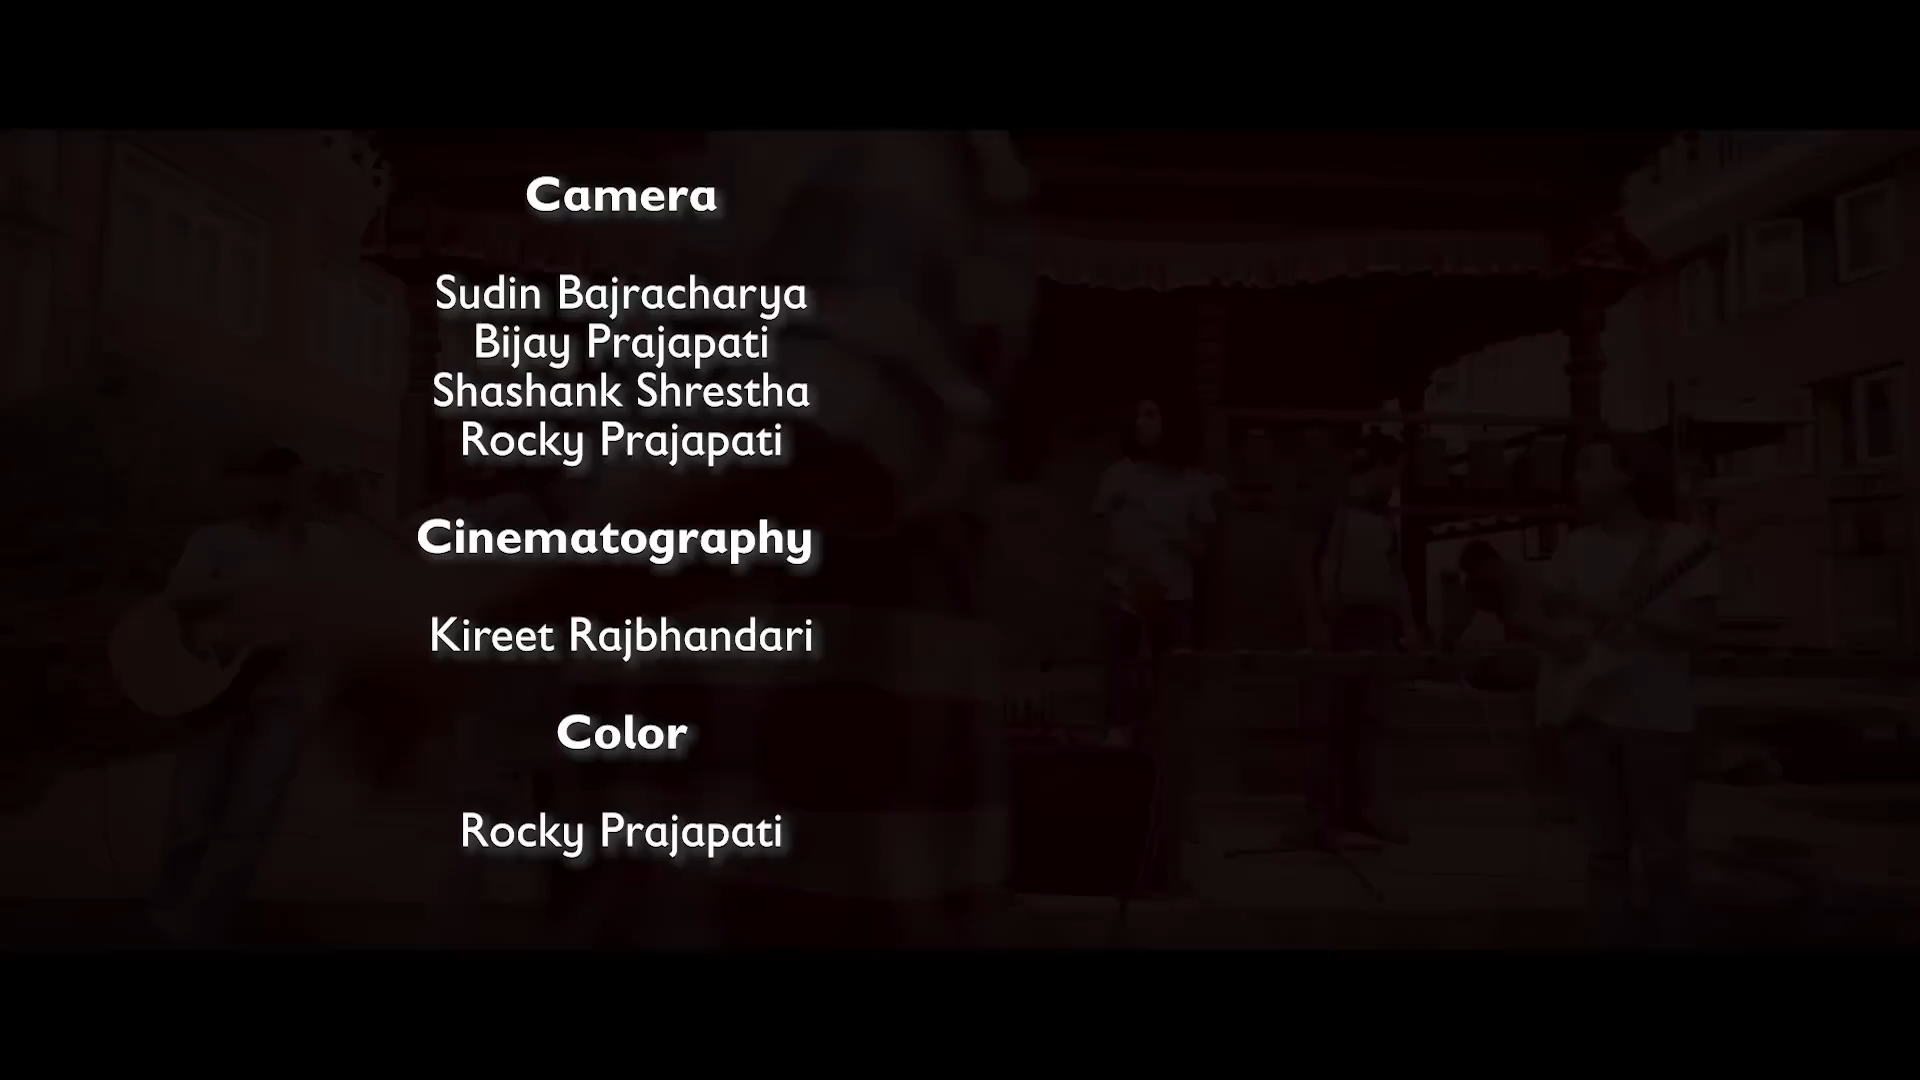 Camera
Sudin Bajracharya
Bijay Prajapati
Shashank Shrestha
Rocky Prajapati
Cinematography
Kireet Rajbhandari
Color
Rocky Prajapati